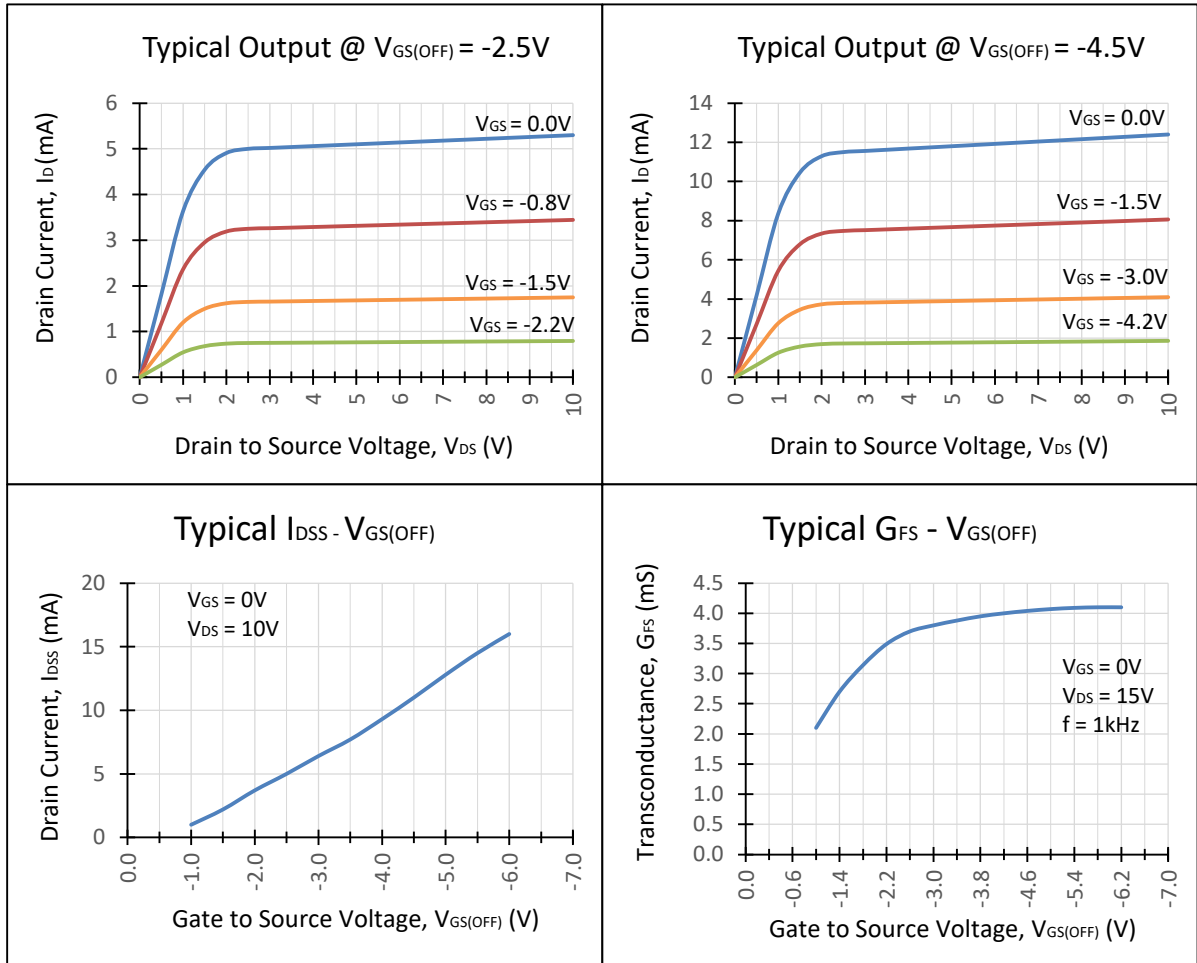 Typical Output @ VGS(OFF) = -2.5V
Drain Current, ID (mA)
6
5
4
3
2
1
0
VGS = 0.0V
VGS = -0.8V
VGS = -1.5V
VGS = -2.2V
0 1 2 3 4 5 6 7 8 9 10
Drain to Source Voltage, VDS (V)
Typical Output @ VGS(OFF) = -4.5V
Drain Current, ID (mA)
14
12
10
8
6
4
2
0
VGS = 0.0V
VGS = -1.5V
VGS = -3.0V
VGS = -4.2V
0 1 2 3 4 5 6 7 8 9 10
Drain to Source Voltage, VDS (V)
Typical IDSS - VGS(OFF)
Drain Current, IDSS (mA)
20
15
10
5
0
VGS = 0V
VDS = 10V
0.0 -1.0 -2.0 -3.0 -4.0 -5.0 -6.0 -7.0
Gate to Source Voltage, VGS(OFF) (V)
Typical GFS - VGS(OFF)
Transconductance, GFS (mS)
4.5
4.0
3.5
3.0
2.5
2.0
1.5
1.0
0.5
0.0
VGS = 0V
VDS = 15V
f = 1kHz
0.0 -0.6 -1.4 -2.2 -3.0 -3.8 -4.6 -5.4 -6.2 -7.0
Gate to Source Voltage, VGS(OFF) (V)